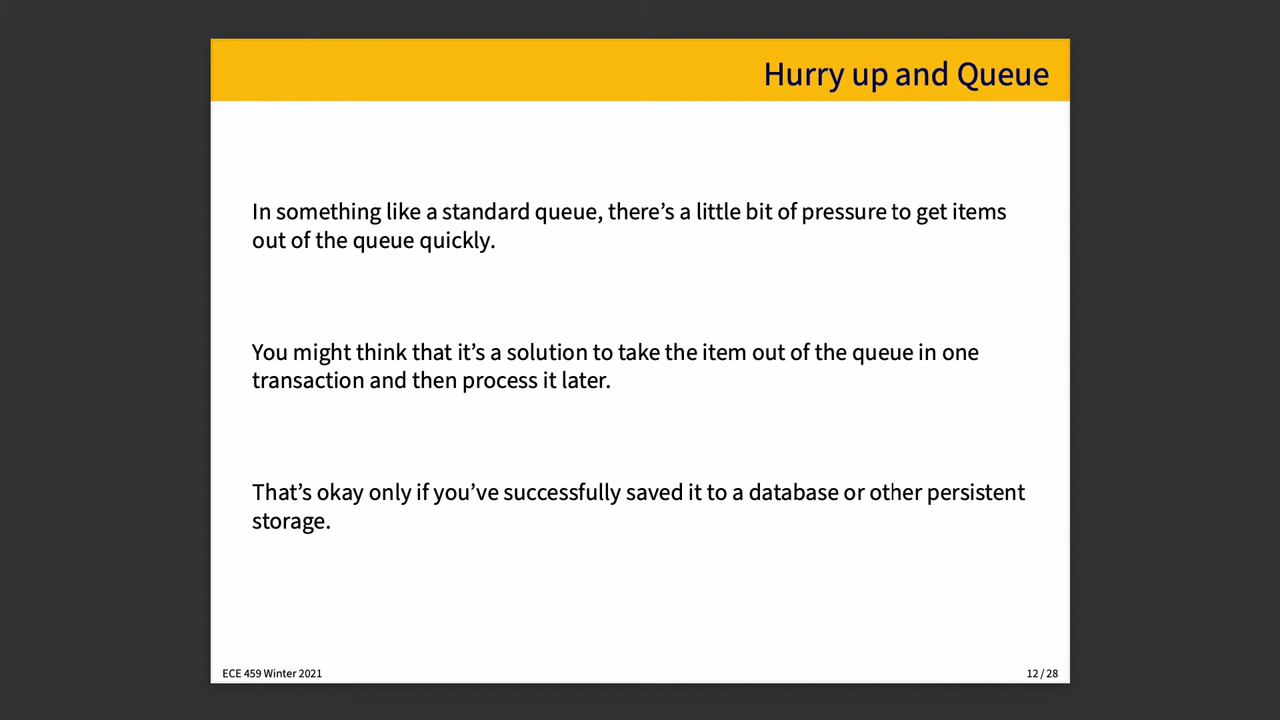 Hurry up and Queue
In something like a standard queue, there’s a little bit of pressure to get items
out of the queue quickly.
You might think that it’s a solution to take the item out of the queue in one
transaction and then process it later.
That’s okay only if you’ve successfully saved it to a database or other persistent
storage.
ECE 459 Winter 2021
12 / 28